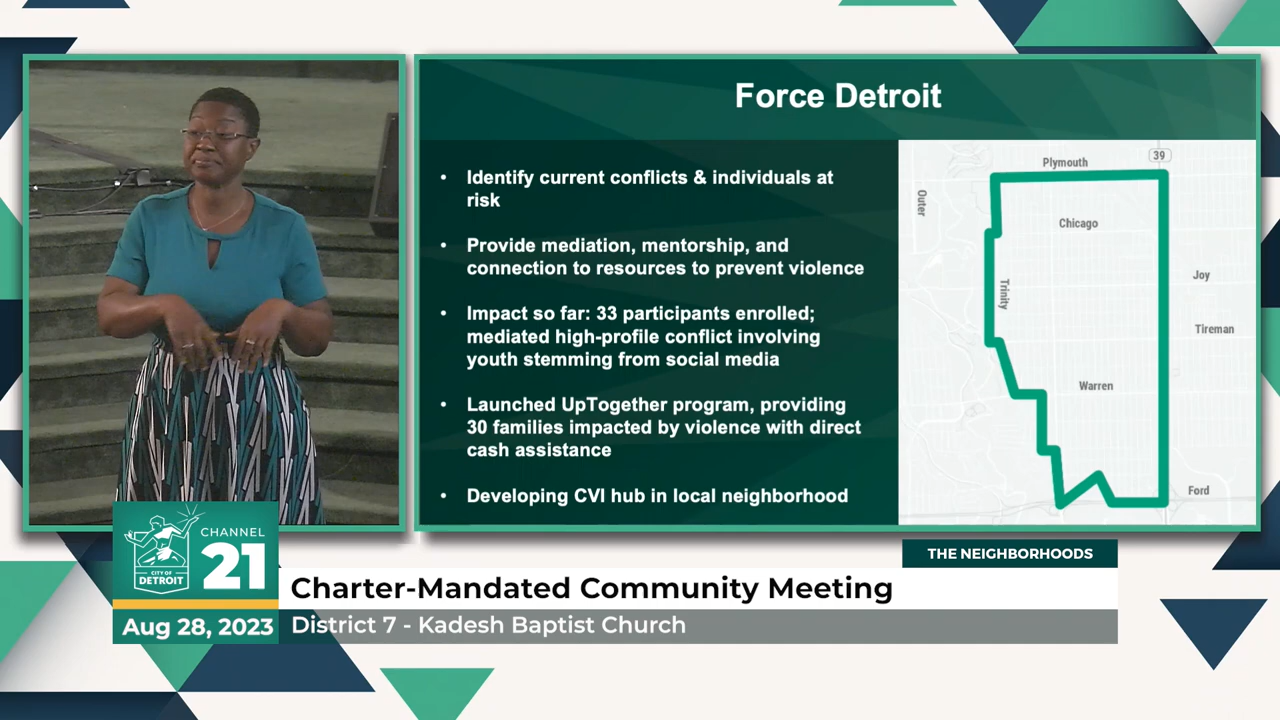 Force Detroit
• Identify current conflicts & individuals at
risk
• Provide mediation, mentorship, and
connection to resources to prevent violence
• Impact so far: 33 participants enrolled;
mediated high-profile conflict involving
youth stemming from social media
• Launched UpTogether program, providing
30 families impacted by violence with direct
cash assistance
• Developing CVI hub in local neighborhood
Plymouth
39
Outer
Chicago
Trinity
Joy
Tireman
Warren
Ford
CHANNEL
21
CITY OF
DETROIT
THE NEIGHBORHOODS
Charter-Mandated Community Meeting
Aug 28, 2023
District 7 - Kadesh Baptist Church